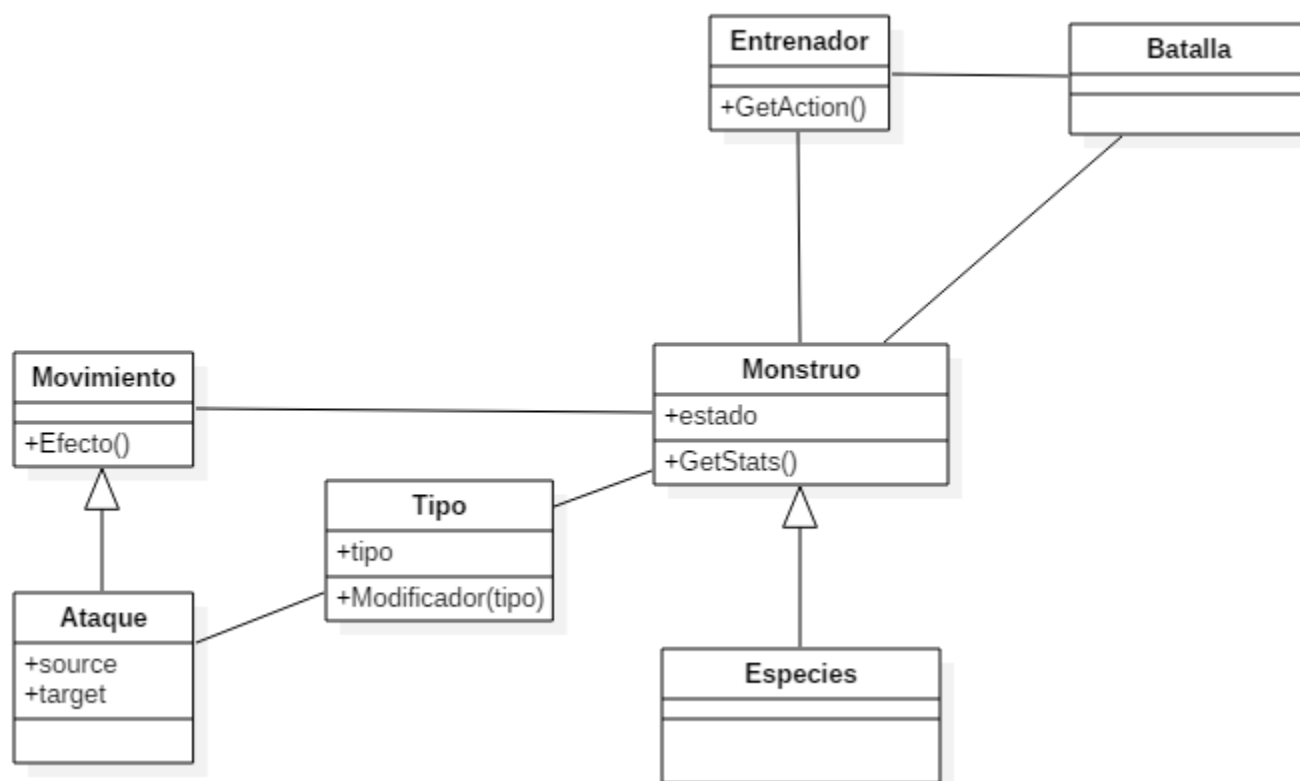 Entrenador
+GetAction()
Batalla
Movimiento
+Efecto()
Monstruo
+estado
+GetStats()
Tipo
+tipo
+Modificador(tipo)
Ataque
+source
+target
Especies